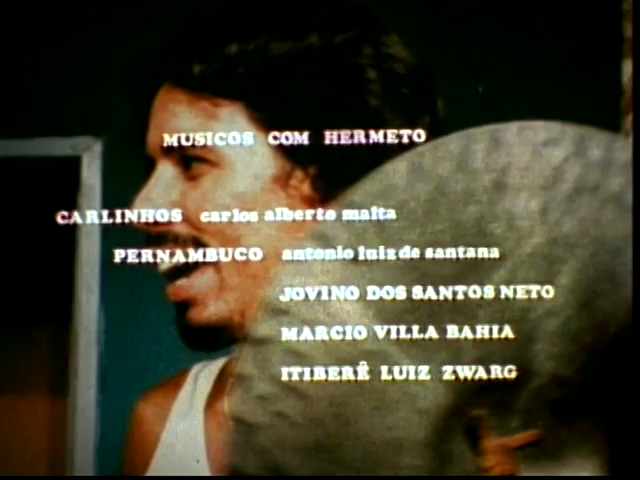 MUSICOS COM HERMETO
CARLINHOS carlos alberto malta
PERNAMBUCO antonio luiz de santana
JOVINO DOS SANTOS NETO
MARCIO VILLA BAHIA
ITIBERÊ LUIZ ZWARG